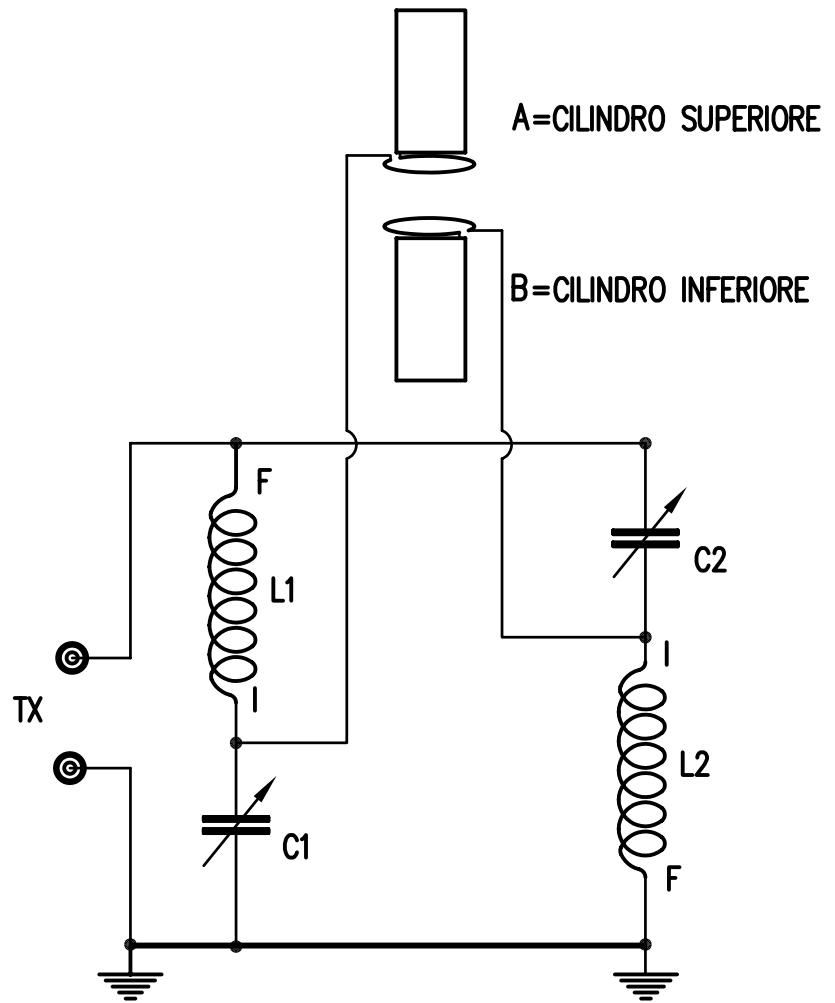 A=CILINDRO SUPERIORE
B=CILINDRO INFERIORE
F
L1
I
C2
I
TX
L2
C1
F